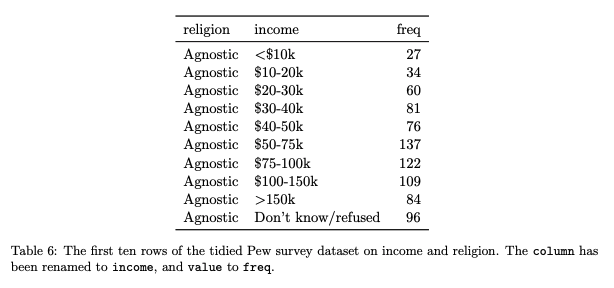 religion income freq
Agnostic <$10k 27
Agnostic $10-20k 34
Agnostic $20-30k 60
Agnostic $30-40k 81
Agnostic $40-50k 76
Agnostic $50-75k 137
Agnostic $75-100k 122
Agnostic $100-150k 109
Agnostic >150k 84
Agnostic Don't know/refused 96
Table 6: The first ten rows of the tidied Pew survey dataset on income and religion. The column has
been renamed to income, and value to freq.